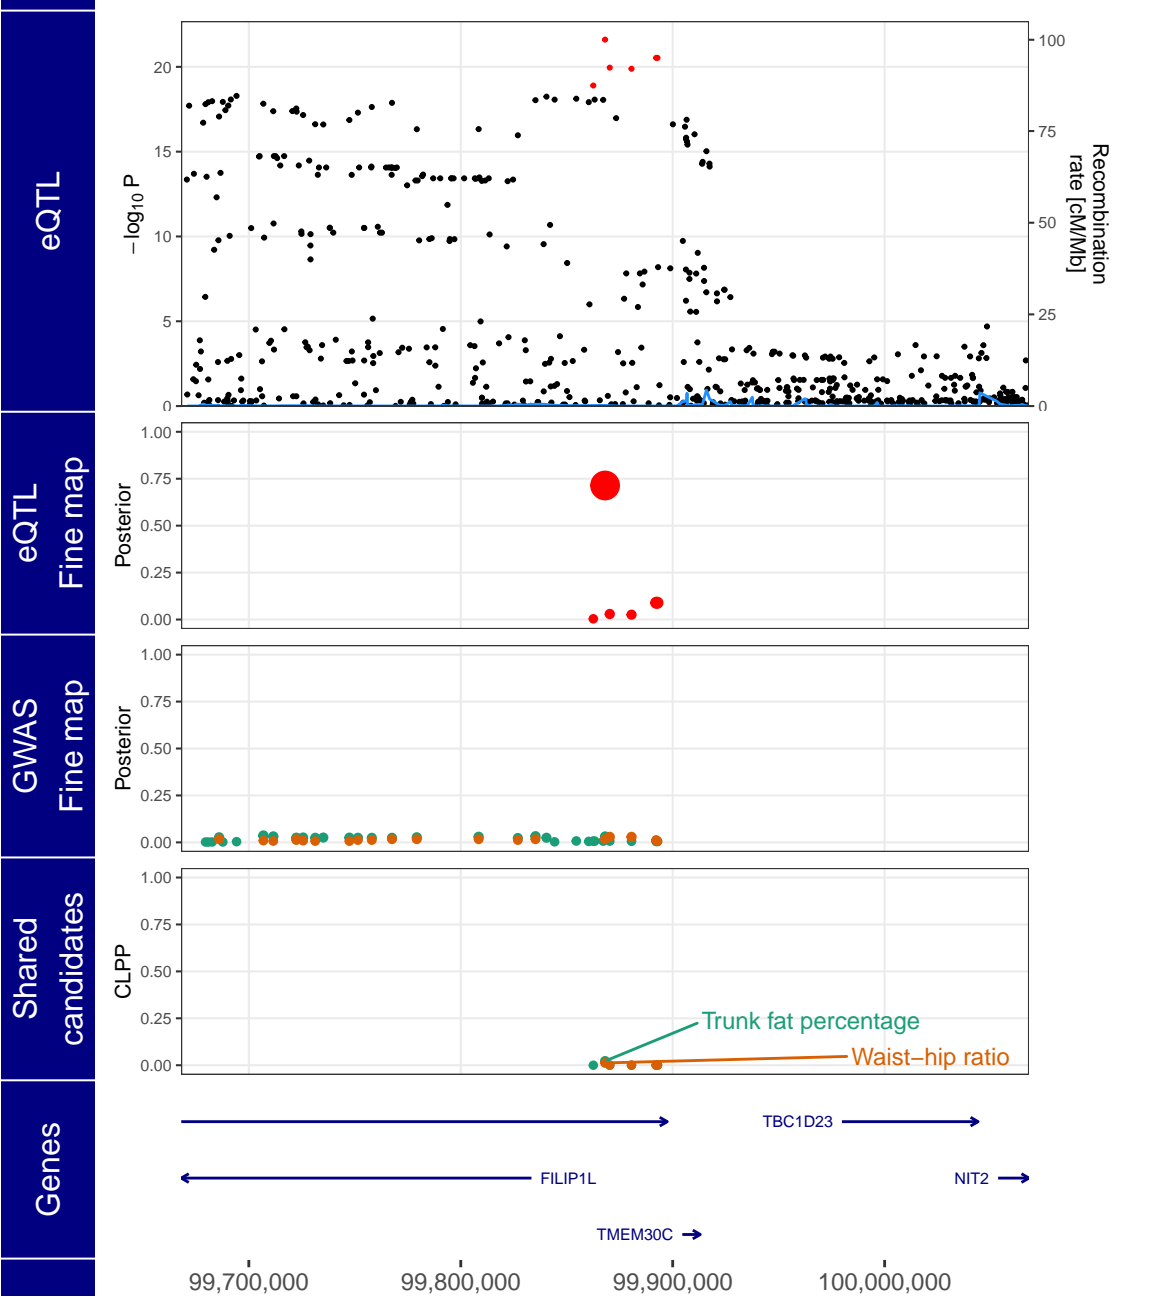 eQTL
−log10 P
20
15
10
5
0
100
75
50
25
0
Recombination
rate [cM/Mb]
eQTL
Fine map
Posterior
1.00
0.75
0.50
0.25
0.00
GWAS
Fine map
Posterior
1.00
0.75
0.50
0.25
0.00
Shared
candidates
CLPP
1.00
0.75
0.50
0.25
0.00
Trunk fat percentage
Waist−hip ratio
Genes
TBC1D23
FILIP1L
NIT2
TMEM30C
99,700,000
99,800,000
99,900,000
100,000,000